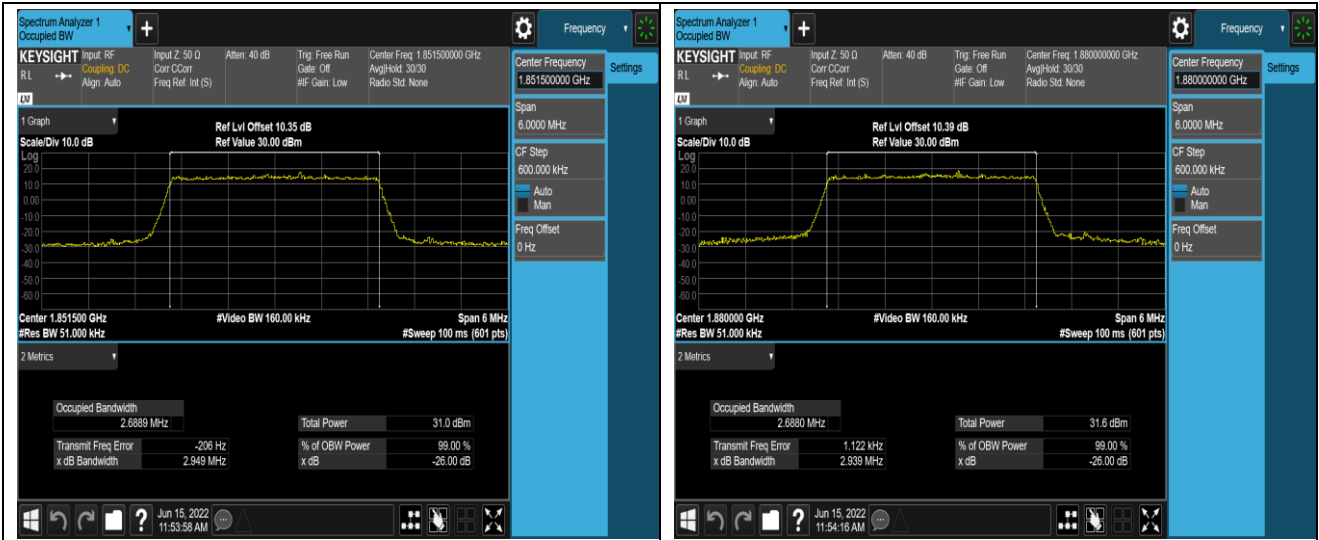 Spectrum Analyzer 1
Occupied BW
+
Frequency
KEYSIGHT
RL
LXI
Input: RF
Coupling: DC
Align: Auto
Input Z: 50 Ω
Corr CCorr
Freq Ref: Int (S)
Atten: 40 dB
Trig: Free Run
Gate: Off
#IF Gain: Low
Center Freq: 1.851500000 GHz
Avg|Hold: 30/30
Radio Std: None
1 Graph
Scale/Div 10.0 dB
Ref Lvl Offset 10.35 dB
Ref Value 30.00 dBm
Log
20.0
10.0
0.00
-10.0
-20.0
-30.0
-40.0
-50.0
-60.0
Center 1.851500 GHz
#Video BW 160.00 kHz
Span 6 MHz
#Res BW 51.000 kHz
#Sweep 100 ms (601 pts)
2 Metrics
Occupied Bandwidth
2.6889 MHz
Total Power 31.0 dBm
Transmit Freq Error -206 Hz
% of OBW Power 99.00 %
x dB Bandwidth 2.949 MHz
x dB -26.00 dB
?
Jun 15, 2022
11:53:58 AM
Center Frequency
1.851500000 GHz
Settings
Span
6.0000 MHz
CF Step
600.000 kHz
Auto
Man
Freq Offset
0 Hz
Spectrum Analyzer 1
Occupied BW
+
Frequency
KEYSIGHT
RL
LXI
Input: RF
Coupling: DC
Align: Auto
Input Z: 50 Ω
Corr CCorr
Freq Ref: Int (S)
Atten: 40 dB
Trig: Free Run
Gate: Off
#IF Gain: Low
Center Freq: 1.880000000 GHz
Avg|Hold: 30/30
Radio Std: None
1 Graph
Scale/Div 10.0 dB
Ref Lvl Offset 10.39 dB
Ref Value 30.00 dBm
Log
20.0
10.0
0.00
-10.0
-20.0
-30.0
-40.0
-50.0
-60.0
Center 1.880000 GHz
#Video BW 160.00 kHz
Span 6 MHz
#Res BW 51.000 kHz
#Sweep 100 ms (601 pts)
2 Metrics
Occupied Bandwidth
2.6880 MHz
Total Power 31.6 dBm
Transmit Freq Error 1.122 kHz
% of OBW Power 99.00 %
x dB Bandwidth 2.939 MHz
x dB -26.00 dB
?
Jun 15, 2022
11:54:16 AM
Center Frequency
1.880000000 GHz
Settings
Span
6.0000 MHz
CF Step
600.000 kHz
Auto
Man
Freq Offset
0 Hz